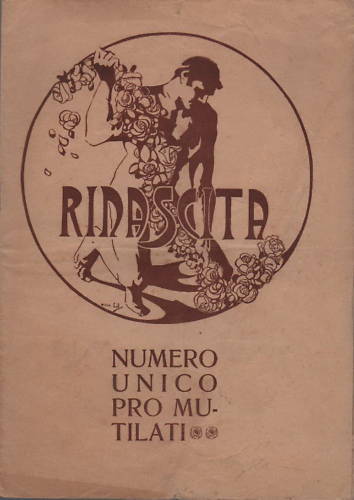 RINASCITA
NUMERO
UNICO
PRO MU-
TILATI